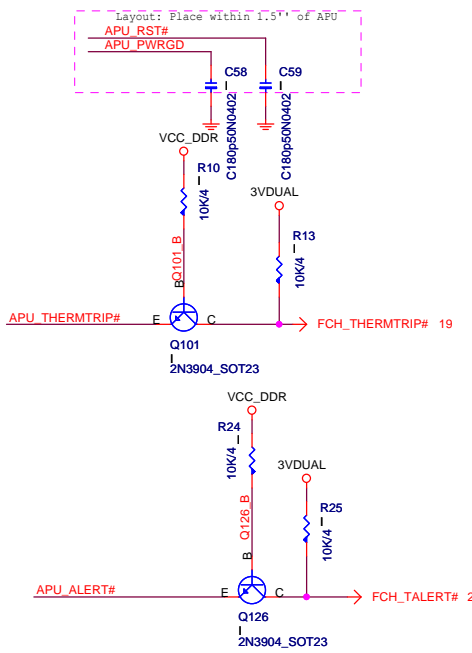 Layout: Place within 1.5'' of APU
APU_RST#
APU_PWRGD
C58
C180p50N0402
C59
C180p50N0402
VCC_DDR
R10
10K/4
3VDUAL
R13
10K/4
Q101_B
B
APU_THERMTRIP#
E
C
FCH_THERMTRIP# 19
Q101
2N3904_SOT23
VCC_DDR
R24
10K/4
3VDUAL
R25
10K/4
Q126_B
B
APU_ALERT#
E
C
FCH_TALERT# 2
Q126
2N3904_SOT23